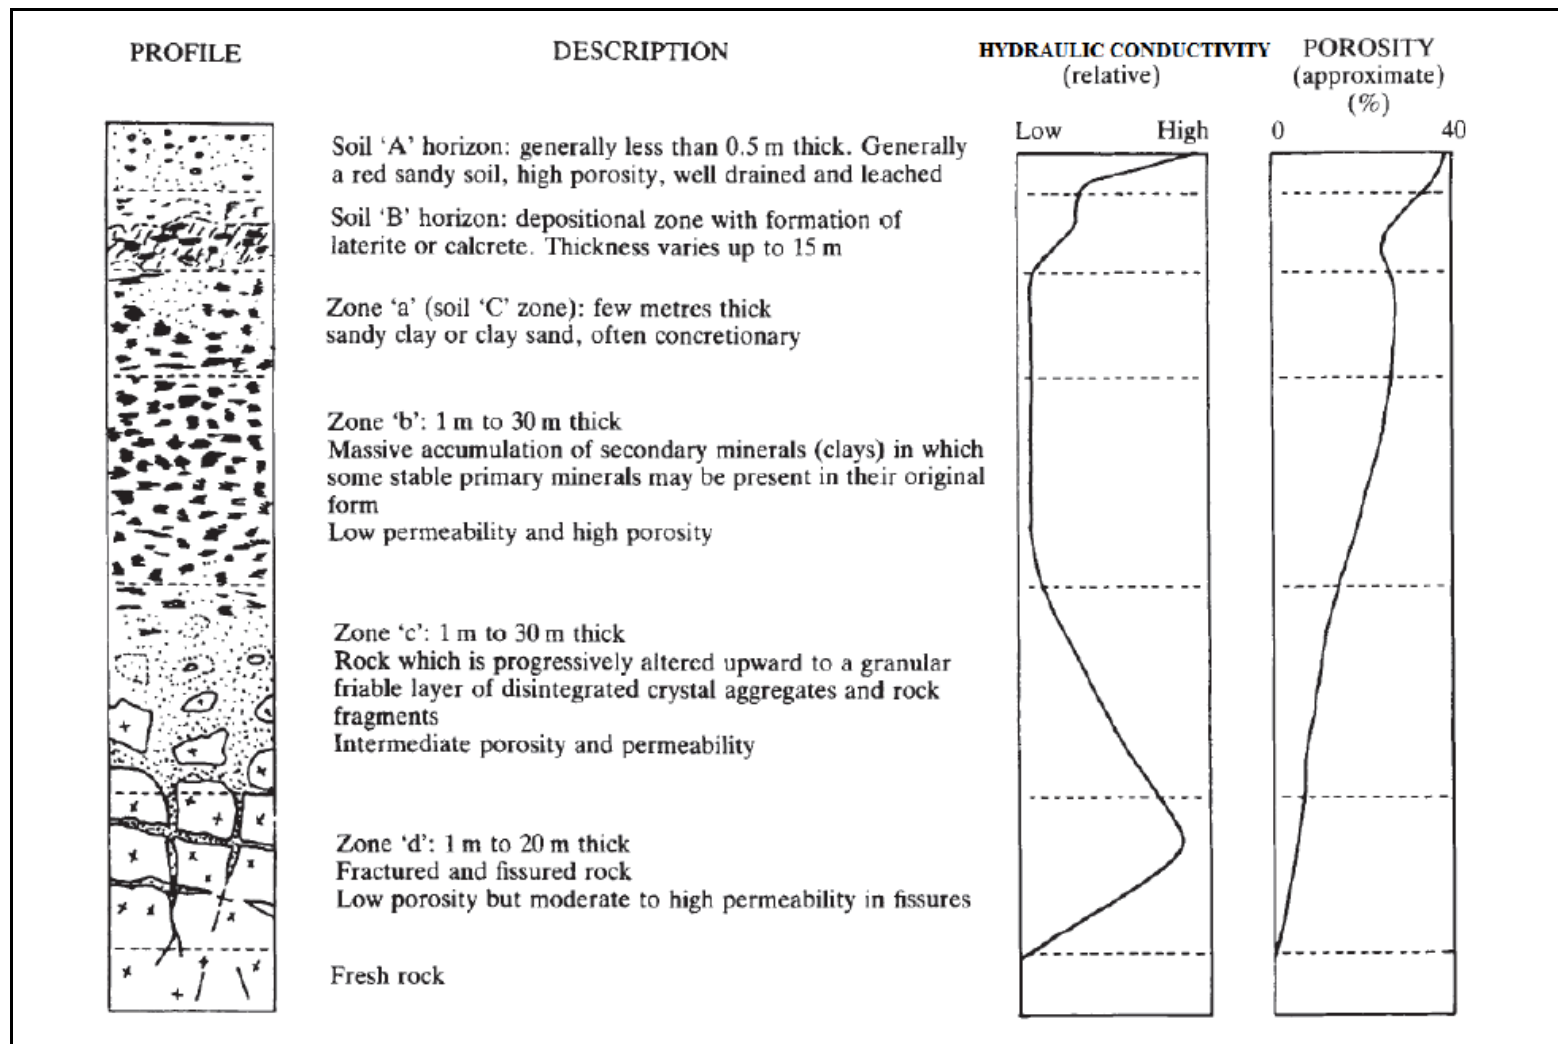 PROFILE
DESCRIPTION
HYDRAULIC CONDUCTIVITY
(relative)
POROSITY
(approximate)
(%)
Low High
0 40
Soil 'A' horizon: generally less than 0.5 m thick. Generally
a red sandy soil, high porosity, well drained and leached
Soil 'B' horizon: depositional zone with formation of
laterite or calcrete. Thickness varies up to 15 m
Zone 'a' (soil 'C' zone): few metres thick
sandy clay or clay sand, often concretionary
Zone 'b': 1 m to 30 m thick
Massive accumulation of secondary minerals (clays) in which
some stable primary minerals may be present in their original
form
Low permeability and high porosity
Zone 'c': 1 m to 30 m thick
Rock which is progressively altered upward to a granular
friable layer of disintegrated crystal aggregates and rock
fragments
Intermediate porosity and permeability
Zone 'd': 1 m to 20 m thick
Fractured and fissured rock
Low porosity but moderate to high permeability in fissures
Fresh rock